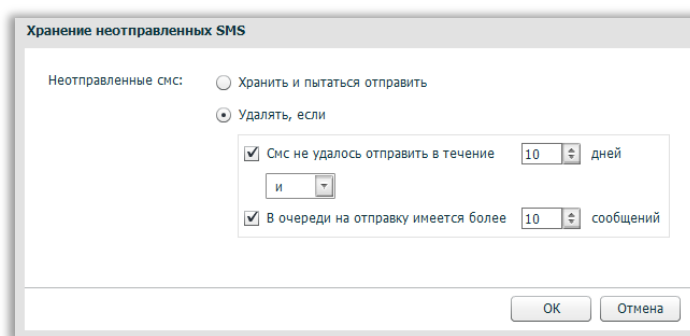 Хранение неотправленных SMS
Неотправленные смс: Хранить и пытаться отправить
Удалять, если
Смс не удалось отправить в течение 10 дней
и
В очереди на отправку имеется более 10 сообщений
ОК Отмена